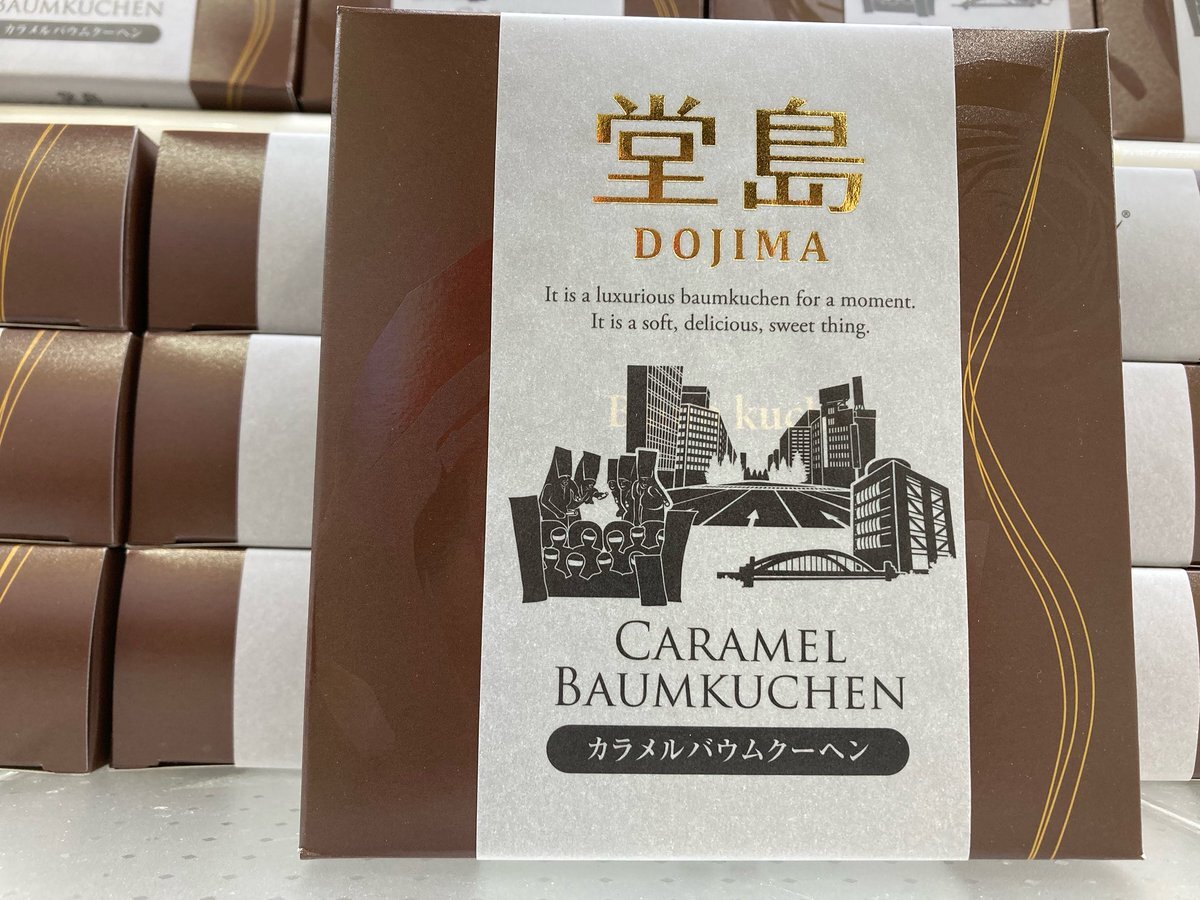 BAUMKUCHEN
カラメルバウムクーヘン
堂島
DOJIMA
It is a luxurious baumkuchen for a moment.
It is a soft, delicious, sweet thing.
CARAMEL
BAUMKUCHEN
カラメルバウムクーヘン